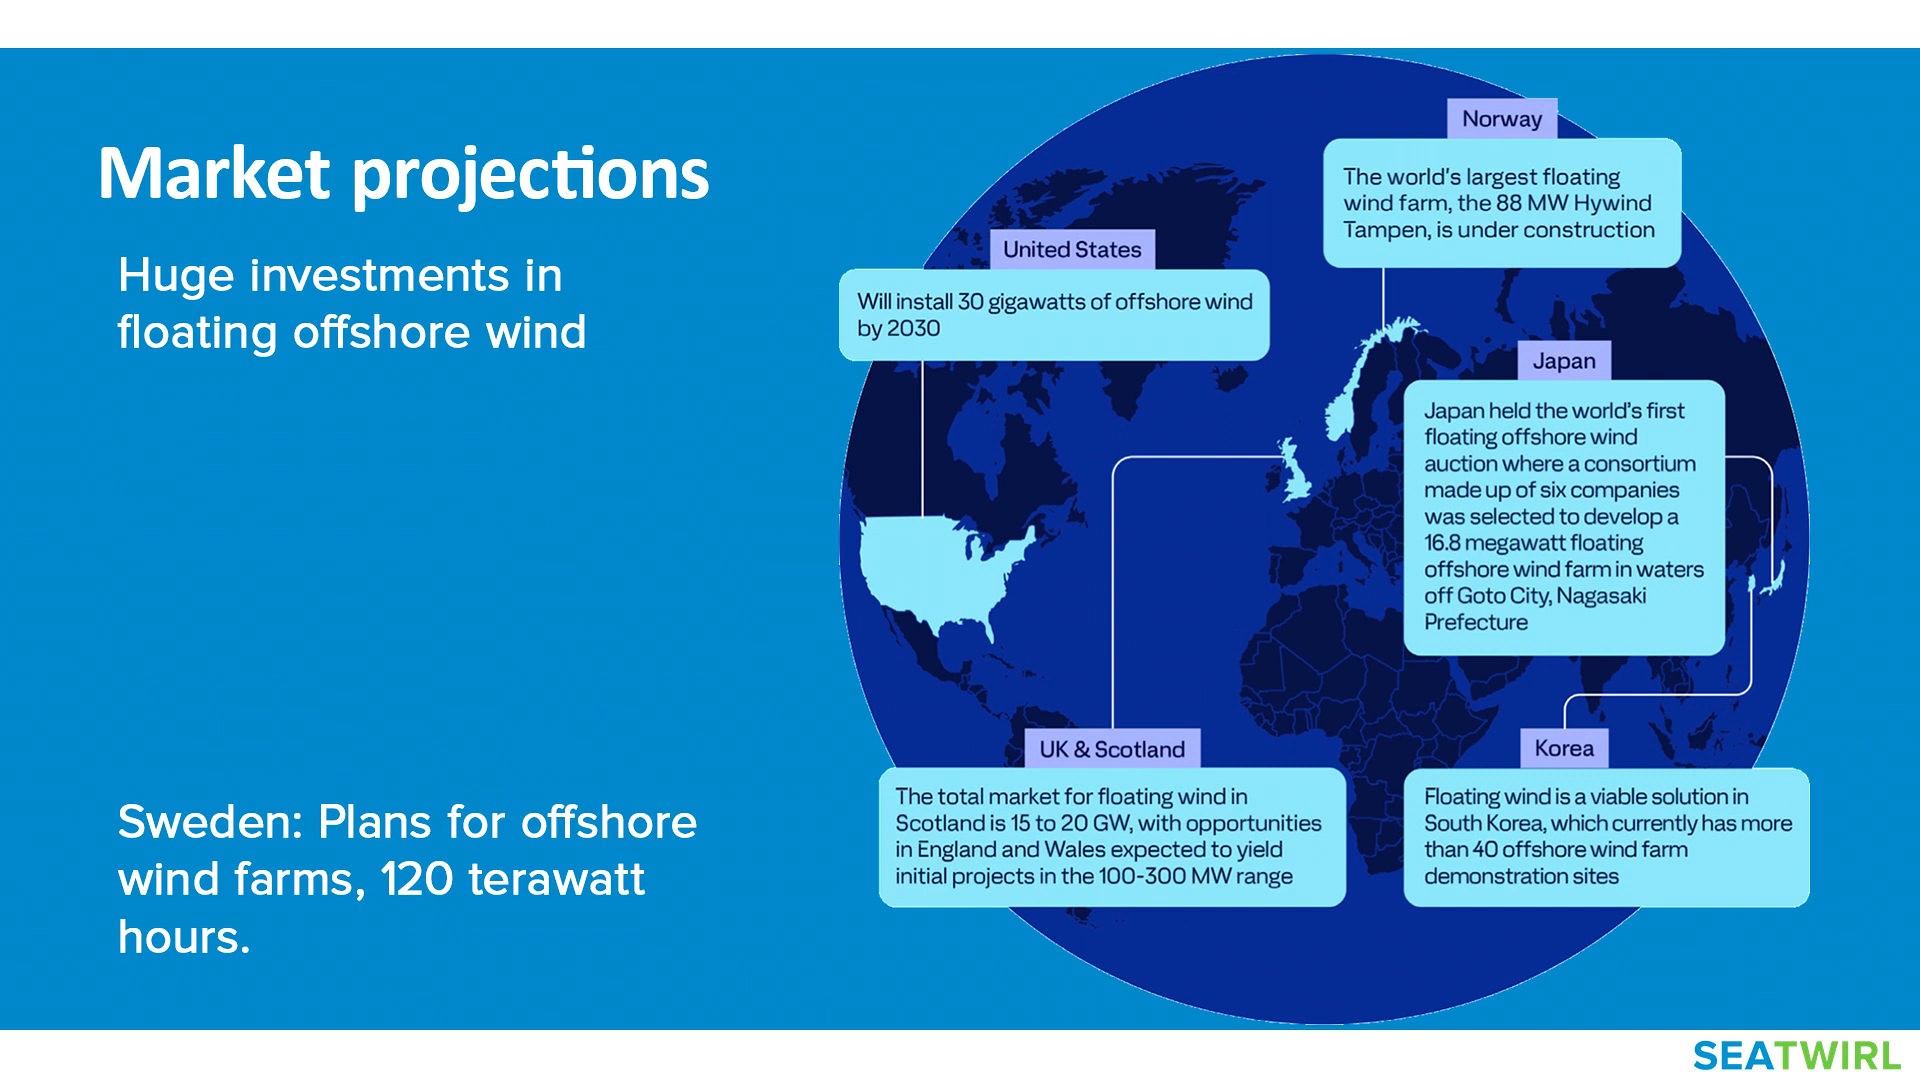 Market projections
Huge investments in
floating offshore wind
Sweden: Plans for offshore
wind farms, 120 terawatt
hours.
Norway
The world's largest floating
wind farm, the 88 MW Hywind
Tampen, is under construction
United States
Will install 30 gigawatts of offshore wind
by 2030
Japan
Japan held the world's first
floating offshore wind
auction where a consortium
made up of six companies
was selected to develop a
16.8 megawatt floating
offshore wind farm in waters
off Goto City, Nagasaki
Prefecture
UK & Scotland
The total market for floating wind in
Scotland is 15 to 20 GW, with opportunities
in England and Wales expected to yield
initial projects in the 100-300 MW range
Korea
Floating wind is a viable solution in
South Korea, which currently has more
than 40 offshore wind farm
demonstration sites
SEATWIRL